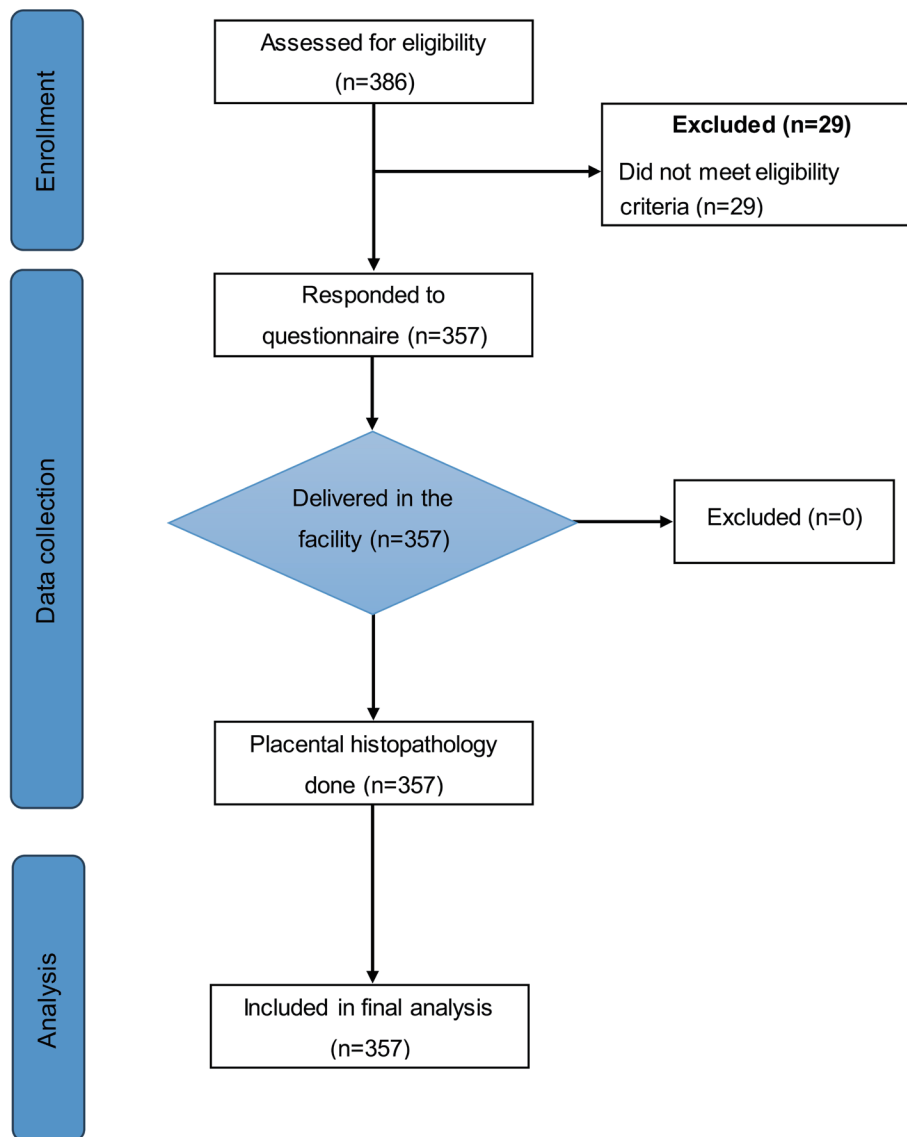 Enrollment
Assessed for eligibility
(n=386)
Excluded (n=29)
Did not meet eligibility
criteria (n=29)
Data collection
Responded to
questionnaire (n=357)
Delivered in the
facility (n=357)
Excluded (n=0)
Placental histopathology
done (n=357)
Analysis
Included in final analysis
(n=357)